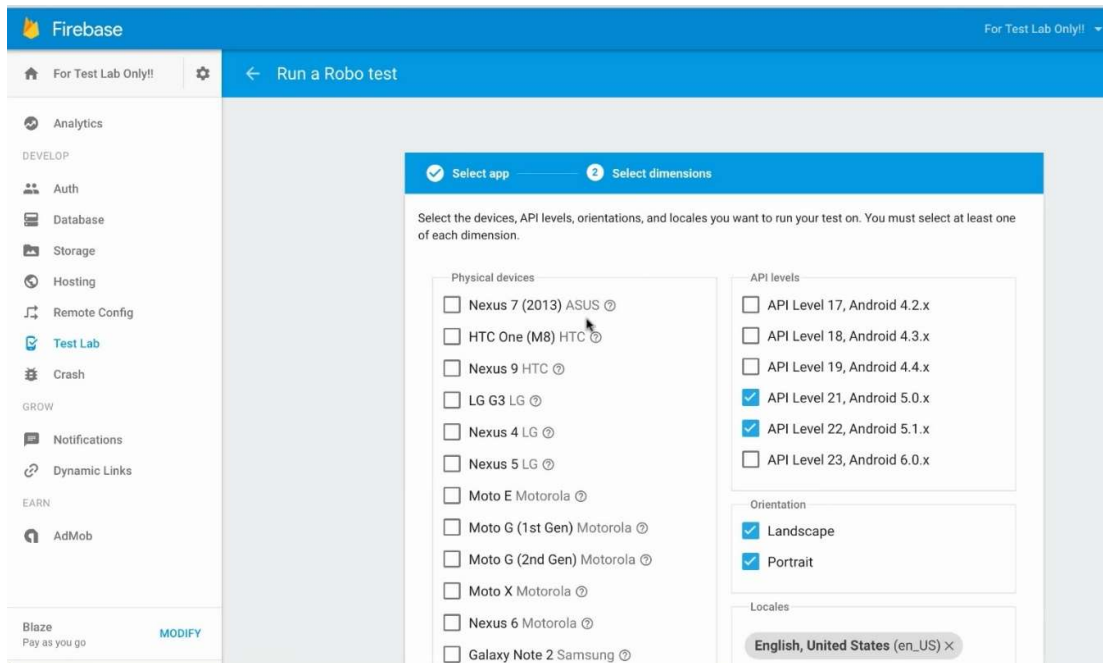 Firebase
For Test Lab Only!!
For Test Lab Only!!
Run a Robo test
Analytics
DEVELOP
Auth
Database
Storage
Hosting
Remote Config
Test Lab
Crash
GROW
Notifications
Dynamic Links
EARN
AdMob
Blaze
Pay as you go
MODIFY
Select app
2 Select dimensions
Select the devices, API levels, orientations, and locales you want to run your test on. You must select at least one
of each dimension.
Physical devices
Nexus 7 (2013) ASUS
HTC One (M8) HTC
Nexus 9 HTC
LG G3 LG
Nexus 4 LG
Nexus 5 LG
Moto E Motorola
Moto G (1st Gen) Motorola
Moto G (2nd Gen) Motorola
Moto X Motorola
Nexus 6 Motorola
Galaxy Note 2 Samsung
API levels
API Level 17, Android 4.2.x
API Level 18, Android 4.3.x
API Level 19, Android 4.4.x
API Level 21, Android 5.0.x
API Level 22, Android 5.1.x
API Level 23, Android 6.0.x
Orientation
Landscape
Portrait
Locales
English, United States (en_US)